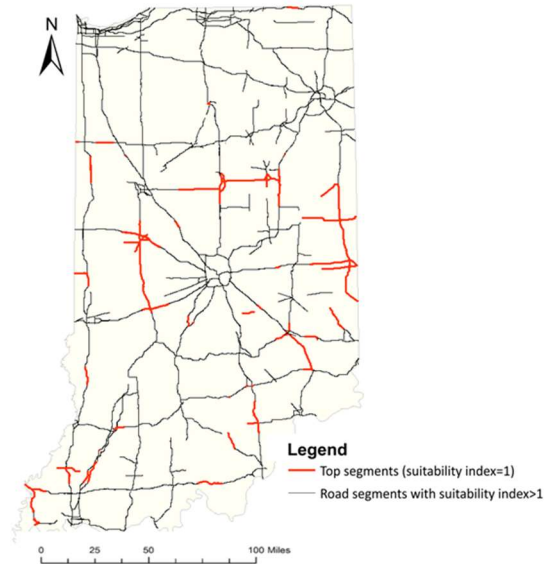 N
Legend
Top segments (suitability index=1)
Road segments with suitability index>1
0 25 50 100 Miles